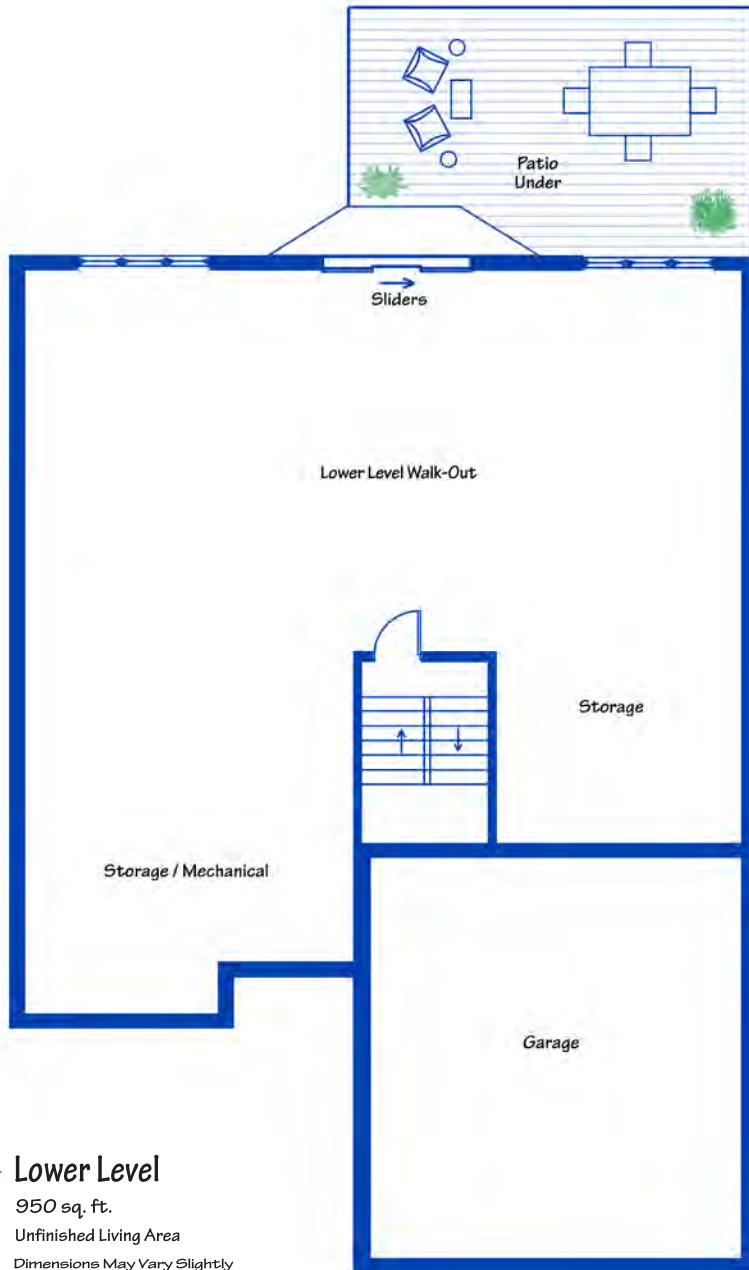 Patio
Under
Sliders
Lower Level Walk-Out
Storage
Storage / Mechanical
Garage
Lower Level
950 sq. ft.
Unfinished Living Area
Dimensions May Vary Slightly